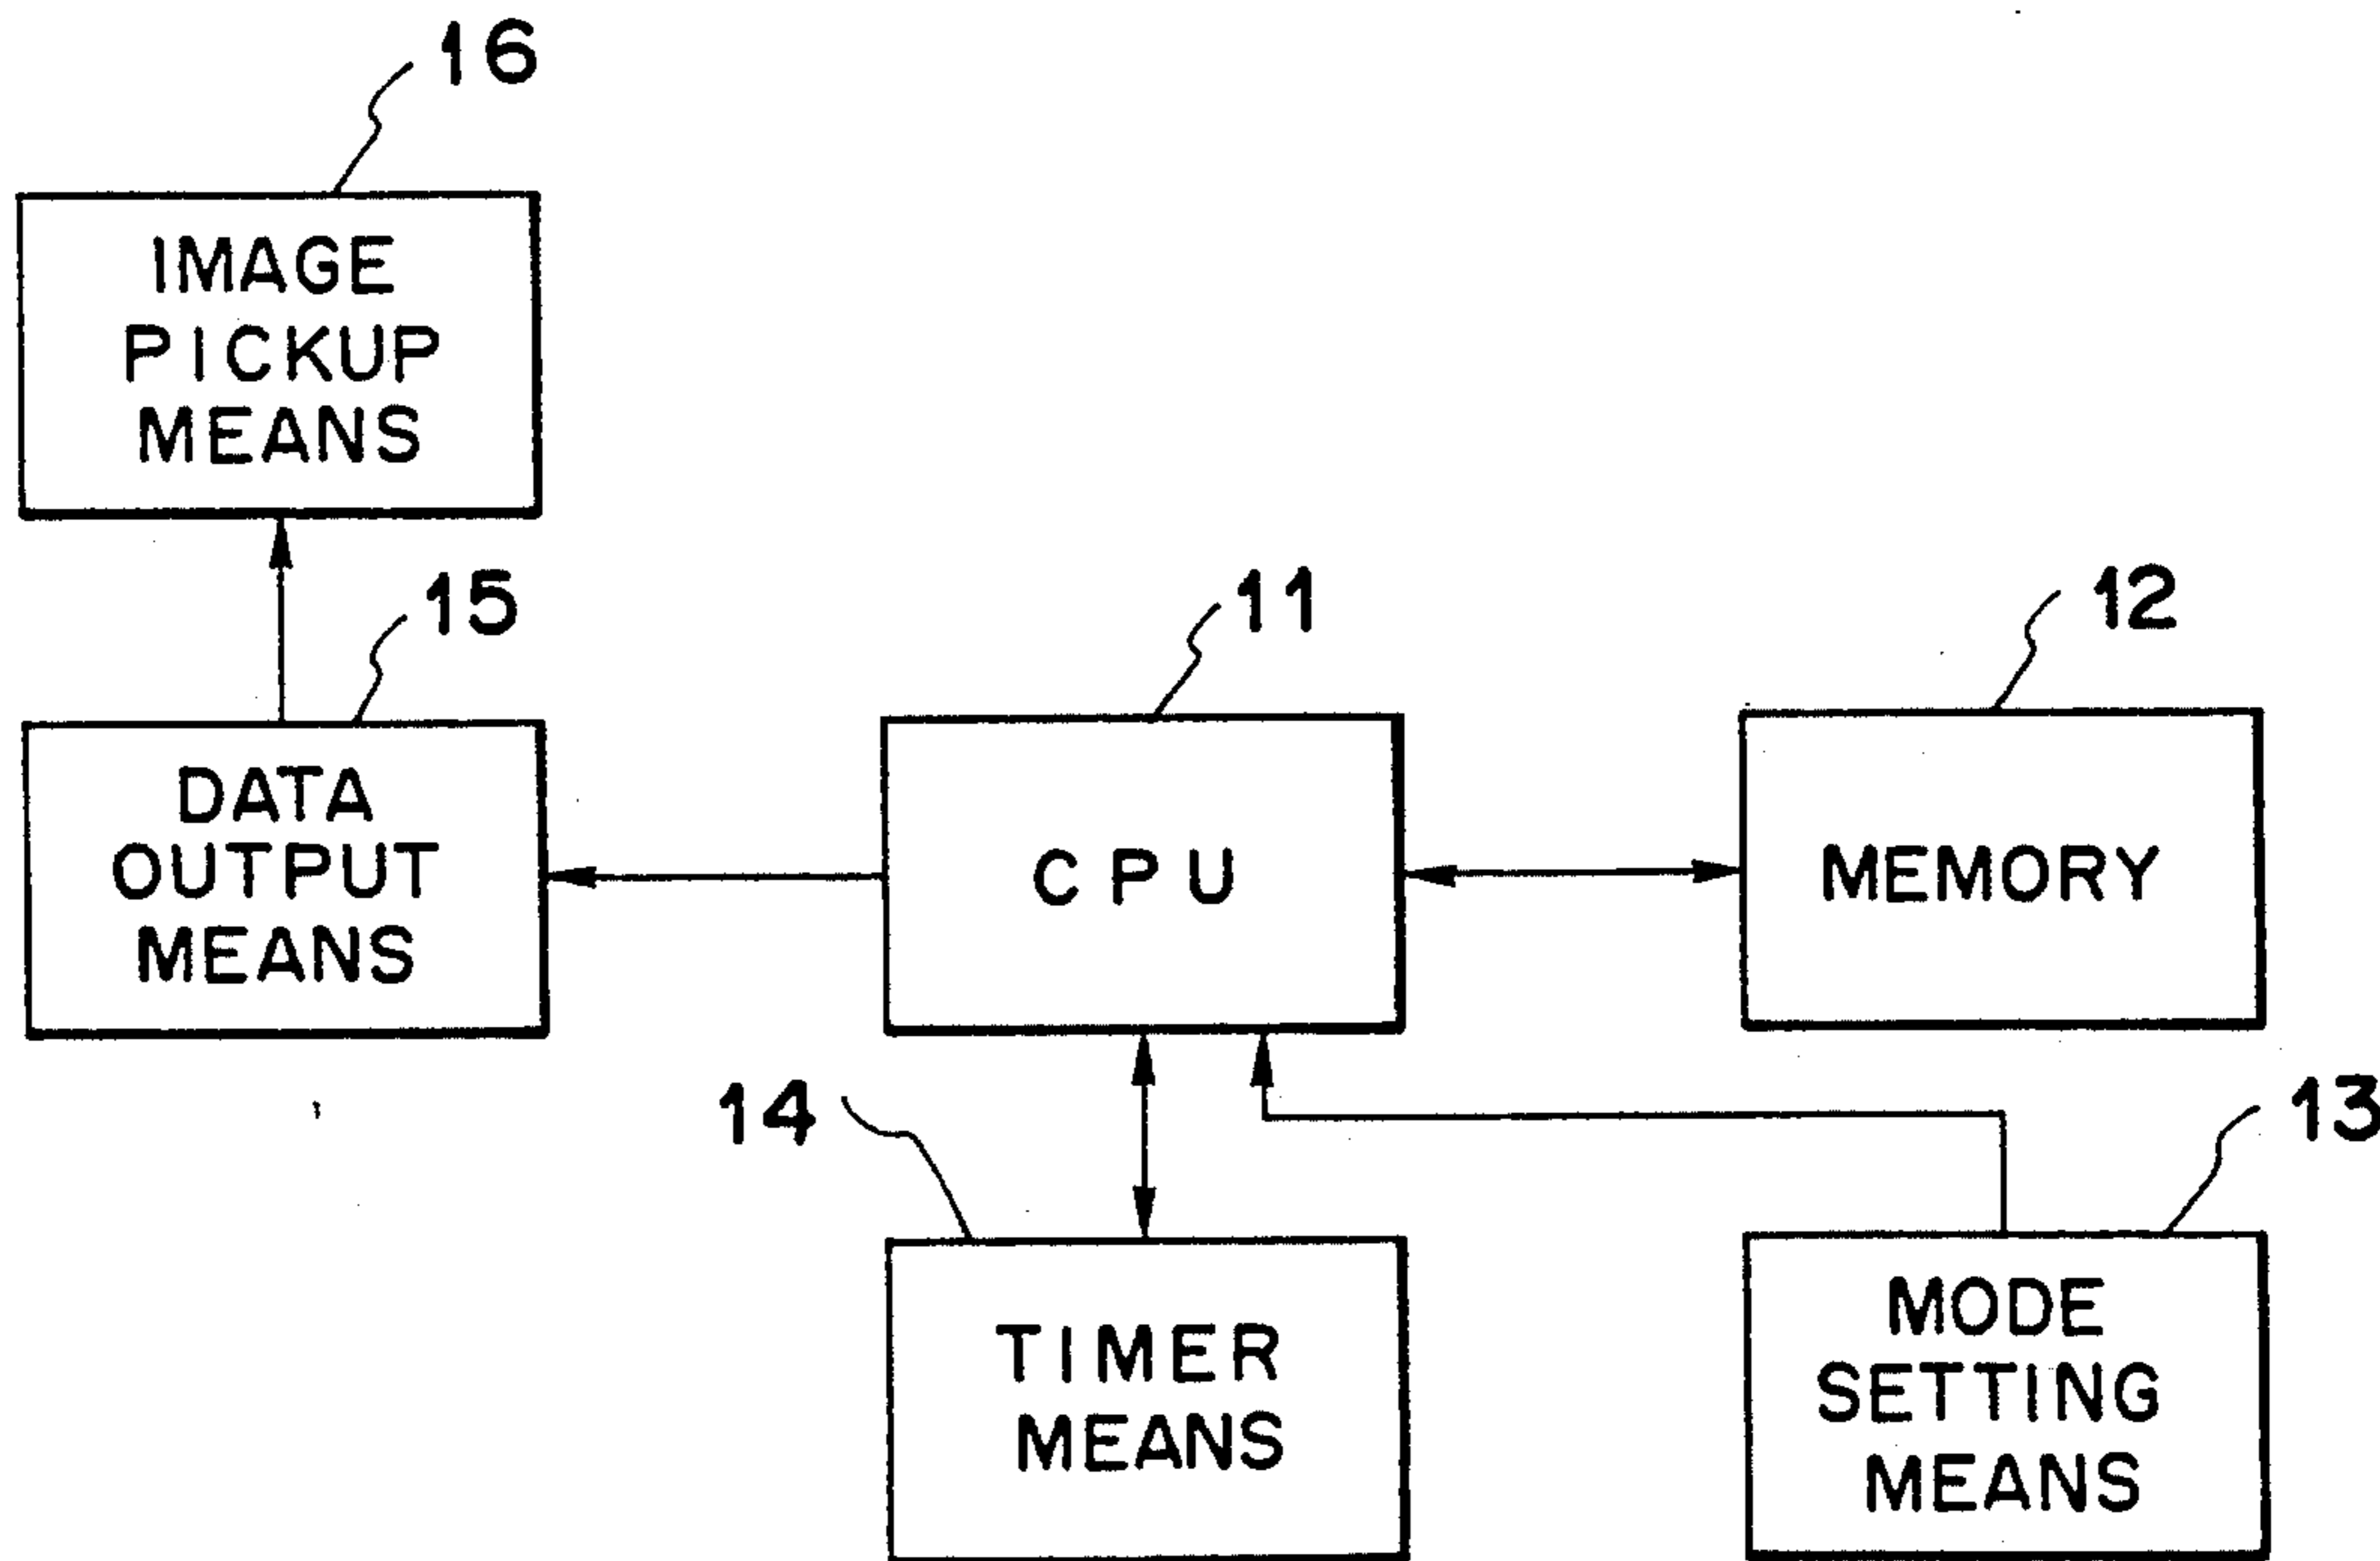 16
IMAGE
PICKUP
MEANS
15
11
12
DATA
OUTPUT
MEANS
CPU
MEMORY
14
13
TIMER
MEANS
MODE
SETTING
MEANS